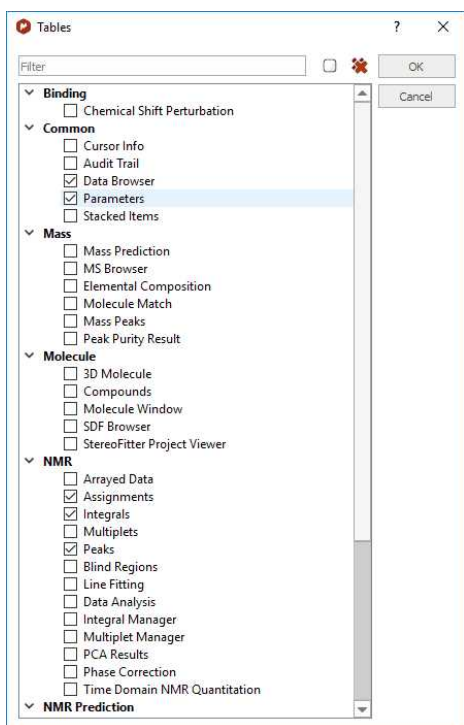 Tables
?
Filter
OK
Cancel
Binding
Chemical Shift Perturbation
Common
Cursor Info
Audit Trail
Data Browser
Parameters
Stacked Items
Mass
Mass Prediction
MS Browser
Elemental Composition
Molecule Match
Mass Peaks
Peak Purity Result
Molecule
3D Molecule
Compounds
Molecule Window
SDF Browser
StereoFitter Project Viewer
NMR
Arrayed Data
Assignments
Integrals
Multiplets
Peaks
Blind Regions
Line Fitting
Data Analysis
Integral Manager
Multiplet Manager
PCA Results
Phase Correction
Time Domain NMR Quantitation
NMR Prediction